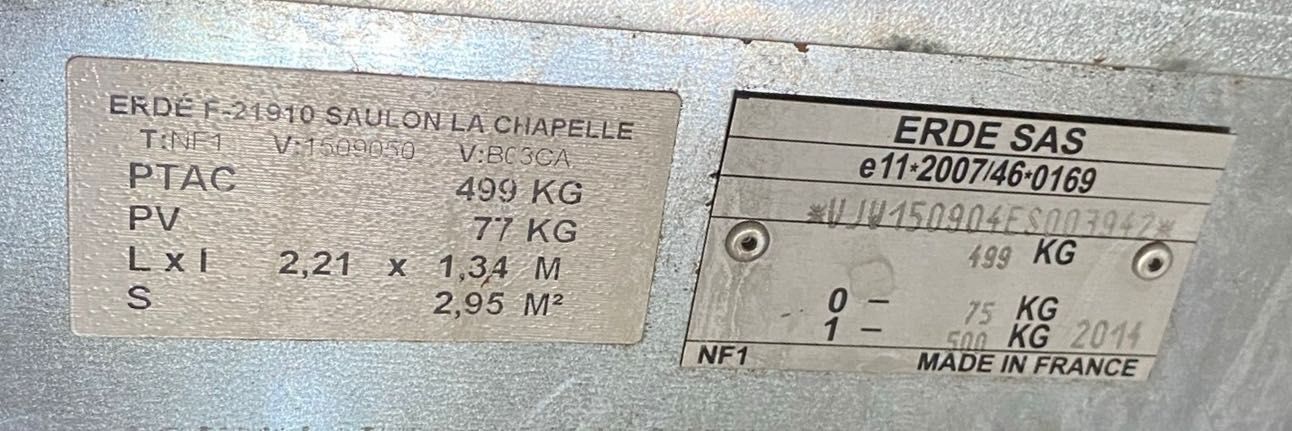 ERDÉ F-21910 SAULON LA CHAPELLE
T:NF1 V:1509050 V:B03CA
PTAC 499 KG
PV 77 KG
L x l 2,21 x 1,34 M
S 2,95 M²
ERDE SAS
e11*2007/46*0169
*VJV150904ES003942*
499 KG
0 – 75 KG
1 – 500 KG 2014
NF1 MADE IN FRANCE